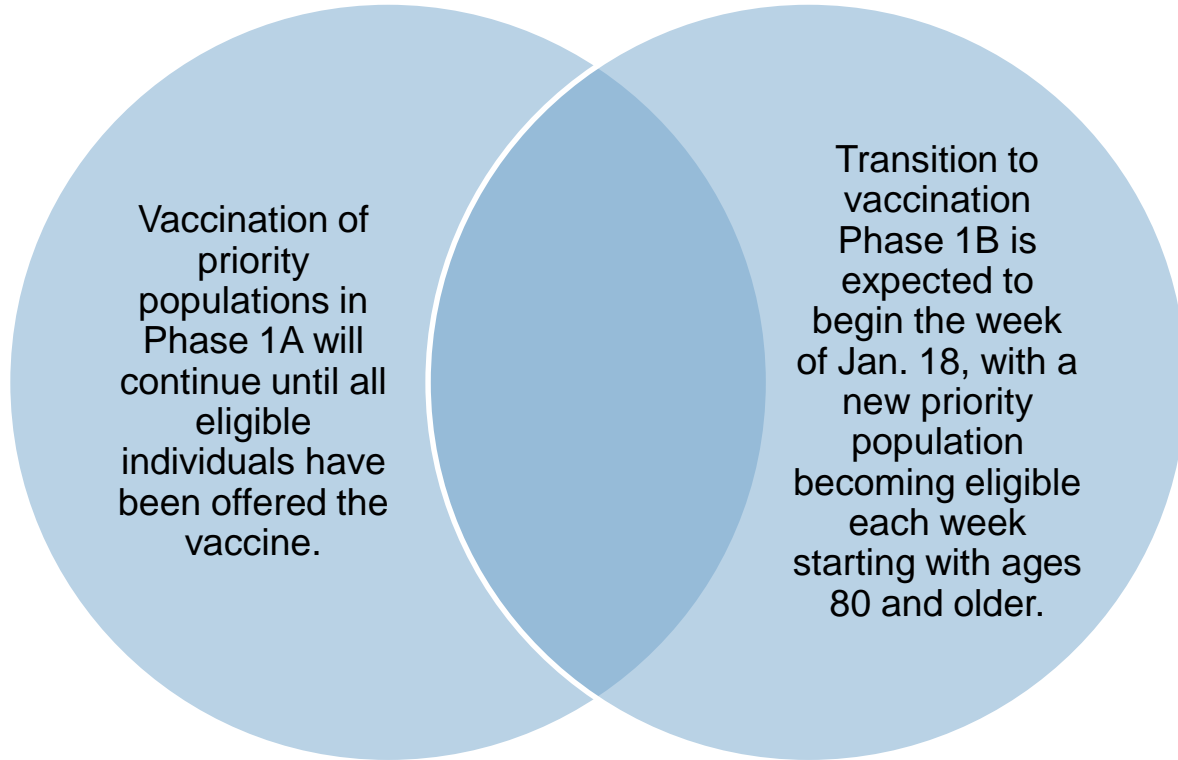 Vaccination of
priority
populations in
Phase 1A will
continue until all
eligible
individuals have
been offered the
vaccine.
Transition to
vaccination
Phase 1B is
expected to
begin the week
of Jan. 18, with a
new priority
population
becoming eligible
each week
starting with ages
80 and older.